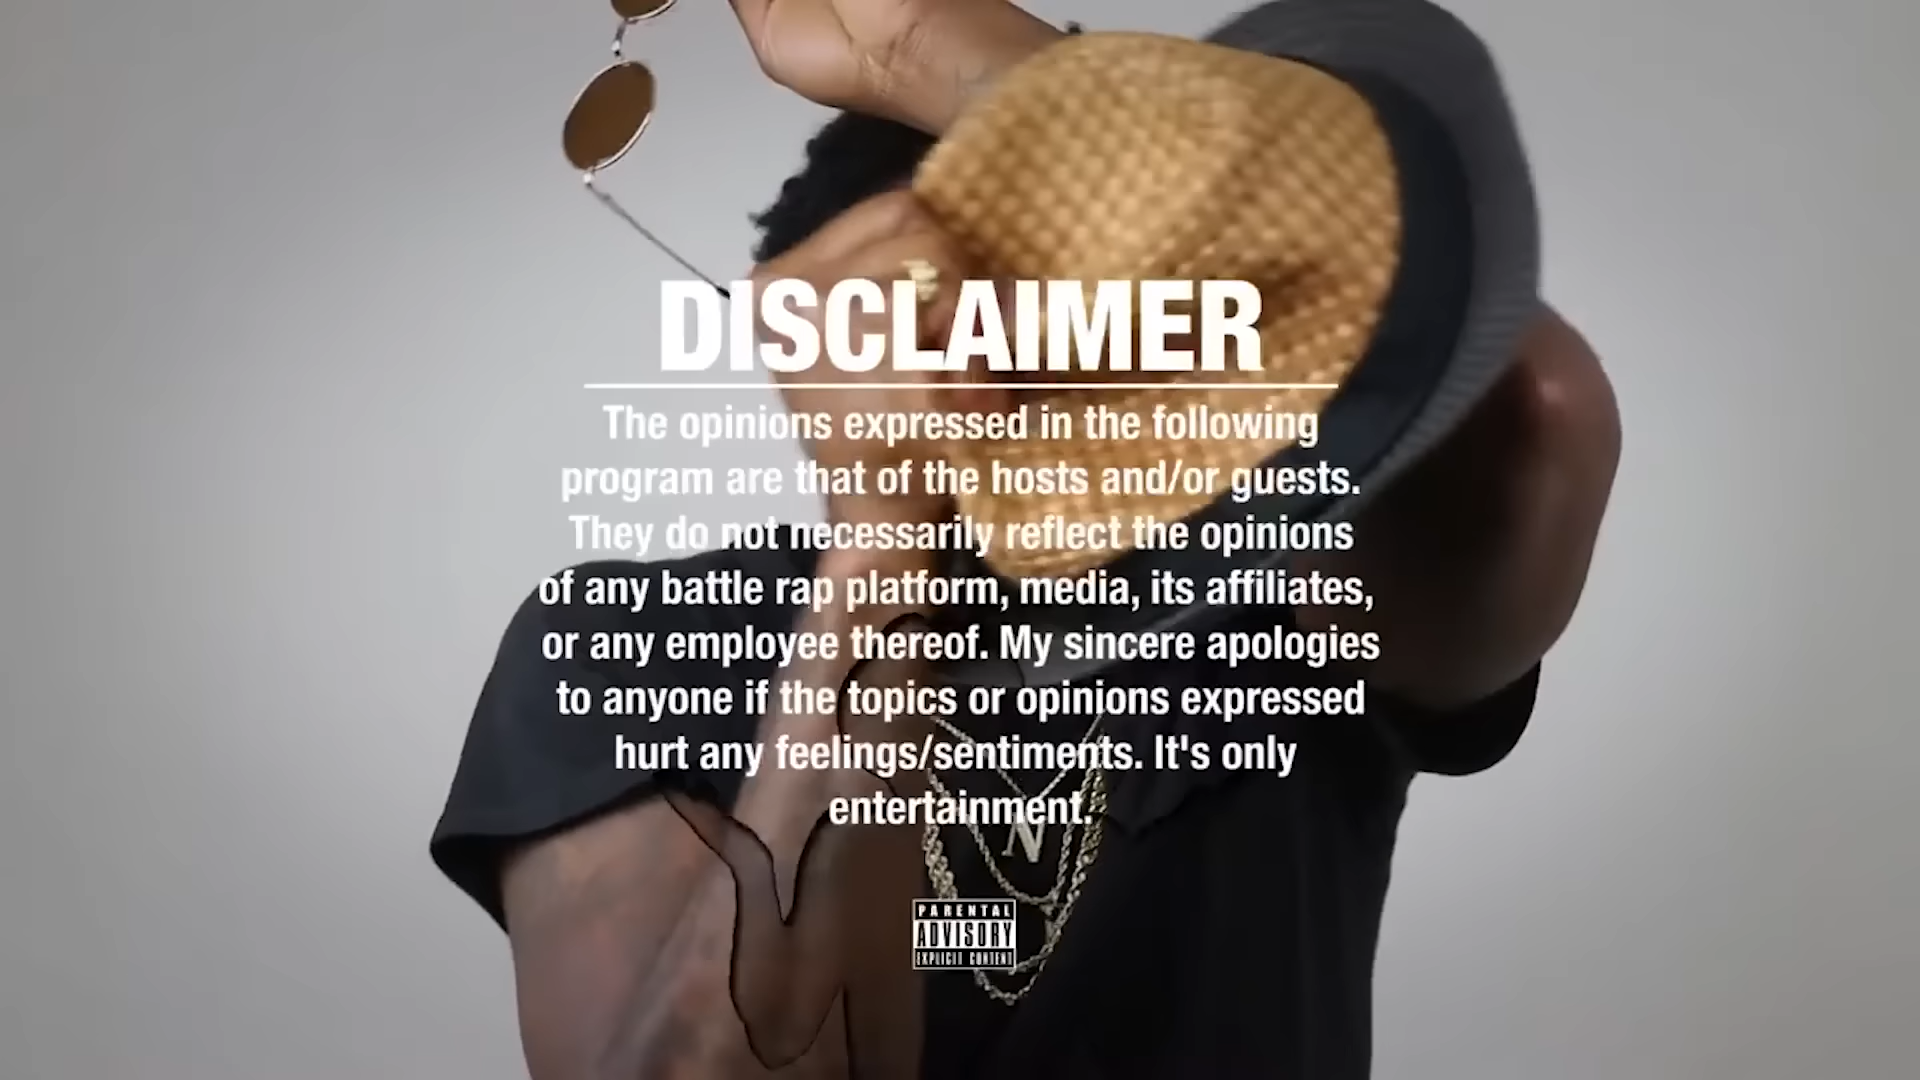 DISCLAIMER
The opinions expressed in the following
program are that of the hosts and/or guests.
They do not necessarily reflect the opinions
of any battle rap platform, media, its affiliates,
or any employee thereof. My sincere apologies
to anyone if the topics or opinions expressed
hurt any feelings/sentiments. It's only
entertainment.
N
PARENTAL
ADVISORY
EXPLICIT CONTENT